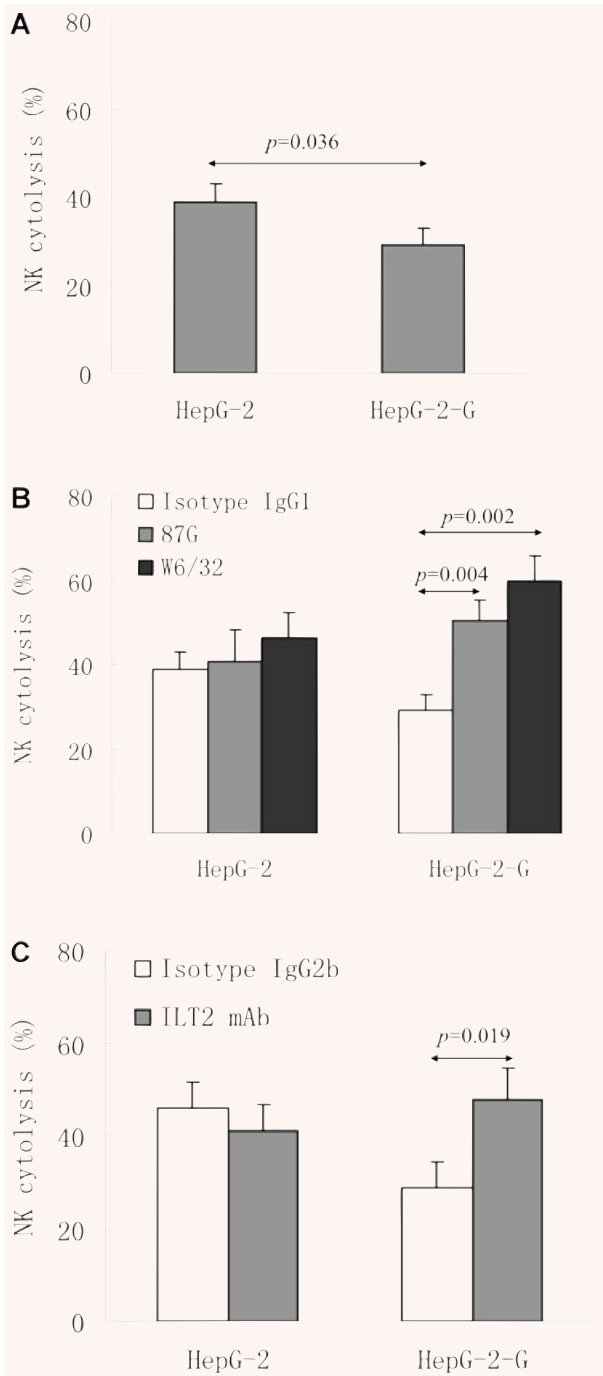 A
80
60
40
20
0
NK cytolysis (%)
p=0.036
HepG-2
HepG-2-G
B
80
60
40
20
0
NK cytolysis (%)
Isotype IgG1
87G
W6/32
p=0.002
p=0.004
HepG-2
HepG-2-G
C
80
60
40
20
0
NK cytolysis (%)
Isotype IgG2b
ILT2 mAb
p=0.019
HepG-2
HepG-2-G